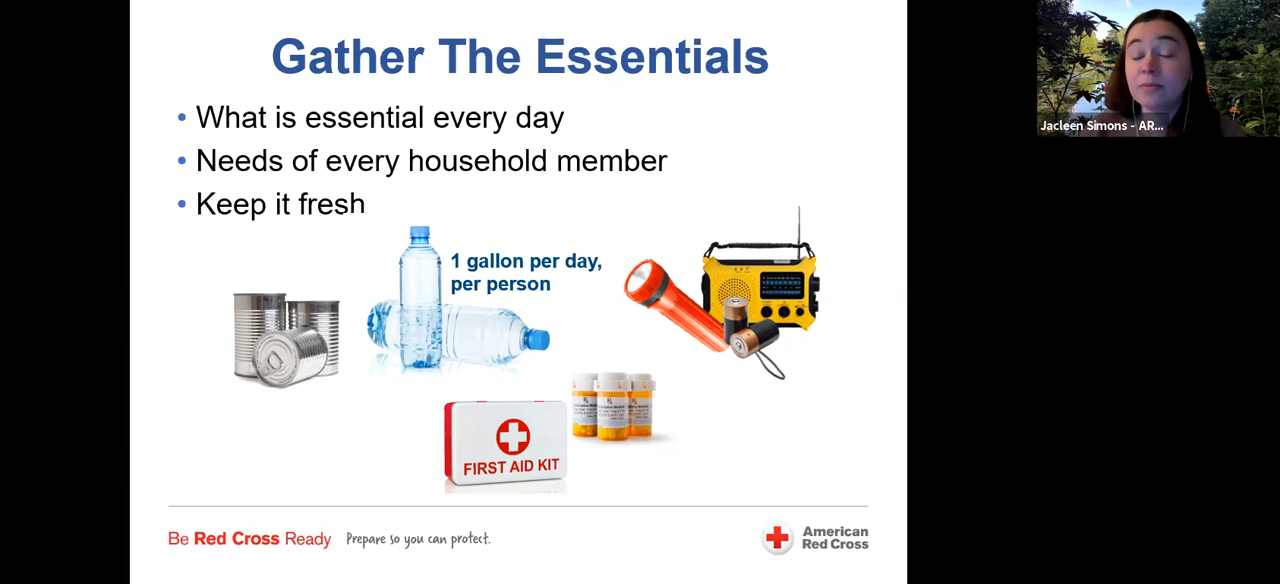 Gather The Essentials
• What is essential every day
• Needs of every household member
• Keep it fresh
1 gallon per day,
per person
FIRST AID KIT
Be Red Cross Ready
Prepare so you can protect.
American
Red Cross
Jacleen Simons - AR...